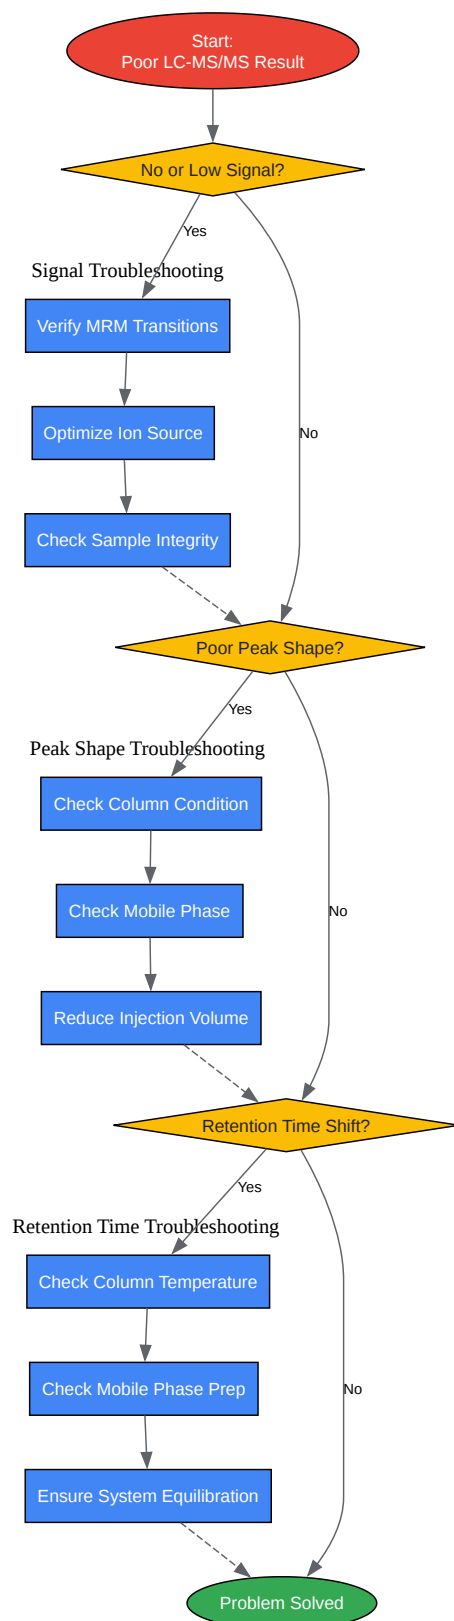 Start:
Poor LC-MS/MS Result
No or Low Signal?
Yes
Signal Troubleshooting
Verify MRM Transitions
Optimize Ion Source
No
Check Sample Integrity
Poor Peak Shape?
Yes
Peak Shape Troubleshooting
Check Column Condition
Check Mobile Phase
No
Reduce Injection Volume
Retention Time Shift?
Yes
Retention Time Troubleshooting
Check Column Temperature
Check Mobile Phase Prep
No
Ensure System Equilibration
Problem Solved